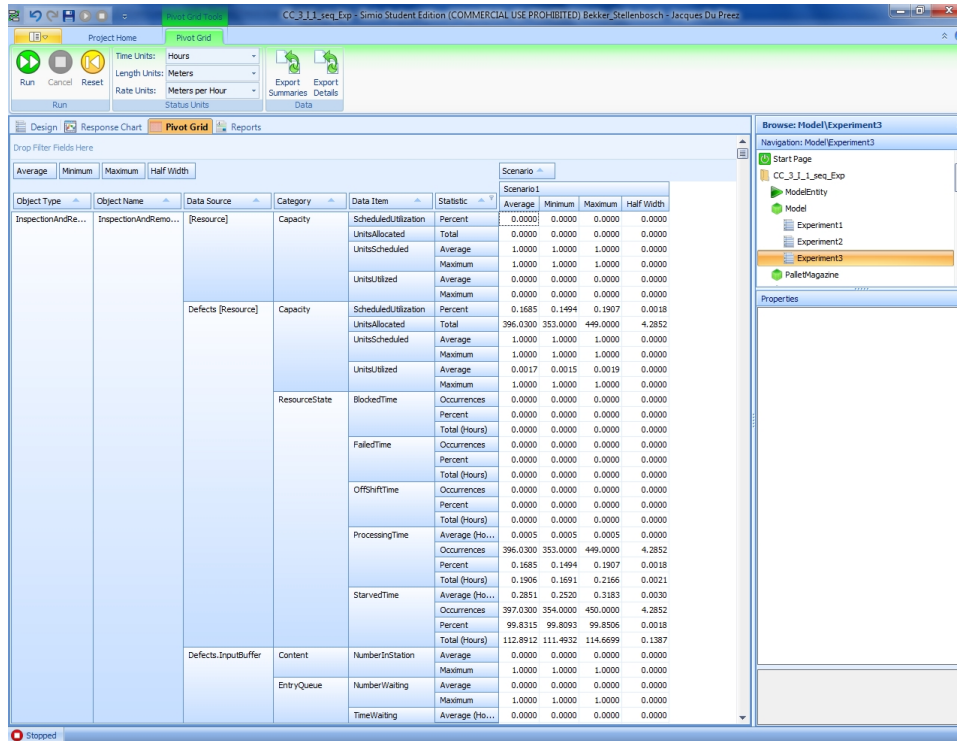 Pivot Grid Tools CC_3_I_1_seq_Exp - Simio Student Edition (COMMERCIAL USE PROHIBITED) Bekker_Stellenbosch - Jacques Du Preez
Project Home Pivot Grid
Run Cancel Reset
Run
Time Units: Hours
Length Units: Meters
Rate Units: Meters per Hour
Status Units
Export Summaries Export Details
Data
Design Response Chart Pivot Grid Reports
Drop Filter Fields Here
Average Minimum Maximum Half Width Scenario
Scenario1
Object Type Object Name Data Source Category Data Item Statistic Average Minimum Maximum Half Width
InspectionAndRe... InspectionAndRemo... [Resource] Capacity ScheduledUtilization Percent 0.0000 0.0000 0.0000 0.0000
UnitsAllocated Total 0.0000 0.0000 0.0000 0.0000
UnitsScheduled Average 1.0000 1.0000 1.0000 0.0000
Maximum 1.0000 1.0000 1.0000 0.0000
UnitsUtilized Average 0.0000 0.0000 0.0000 0.0000
Maximum 0.0000 0.0000 0.0000 0.0000
Defects [Resource] Capacity ScheduledUtilization Percent 0.1685 0.1494 0.1907 0.0018
UnitsAllocated Total 396.0300 353.0000 449.0000 4.2852
UnitsScheduled Average 1.0000 1.0000 1.0000 0.0000
Maximum 1.0000 1.0000 1.0000 0.0000
UnitsUtilized Average 0.0017 0.0015 0.0019 0.0000
Maximum 1.0000 1.0000 1.0000 0.0000
ResourceState BlockedTime Occurrences 0.0000 0.0000 0.0000 0.0000
Percent 0.0000 0.0000 0.0000 0.0000
Total (Hours) 0.0000 0.0000 0.0000 0.0000
FailedTime Occurrences 0.0000 0.0000 0.0000 0.0000
Percent 0.0000 0.0000 0.0000 0.0000
Total (Hours) 0.0000 0.0000 0.0000 0.0000
OffShiftTime Occurrences 0.0000 0.0000 0.0000 0.0000
Percent 0.0000 0.0000 0.0000 0.0000
Total (Hours) 0.0000 0.0000 0.0000 0.0000
ProcessingTime Average (Ho... 0.0005 0.0005 0.0005 0.0000
Occurrences 396.0300 353.0000 449.0000 4.2852
Percent 0.1685 0.1494 0.1907 0.0018
Total (Hours) 0.1906 0.1691 0.2166 0.0021
StarvedTime Average (Ho... 0.2851 0.2520 0.3183 0.0030
Occurrences 397.0300 354.0000 450.0000 4.2852
Percent 99.8315 99.8093 99.8506 0.0018
Total (Hours) 112.8912 111.4932 114.6699 0.1387
Defects.InputBuffer Content NumberInStation Average 0.0000 0.0000 0.0000 0.0000
Maximum 1.0000 1.0000 1.0000 0.0000
EntryQueue NumberWaiting Average 0.0000 0.0000 0.0000 0.0000
Maximum 1.0000 1.0000 1.0000 0.0000
TimeWaiting Average (Ho... 0.0000 0.0000 0.0000 0.0000
Browse: Model\Experiment3
Navigation: Model\Experiment3
Start Page
CC_3_I_1_seq_Exp
ModelEntity
Model
Experiment1
Experiment2
Experiment3
PalletMagazine
Properties
Stopped